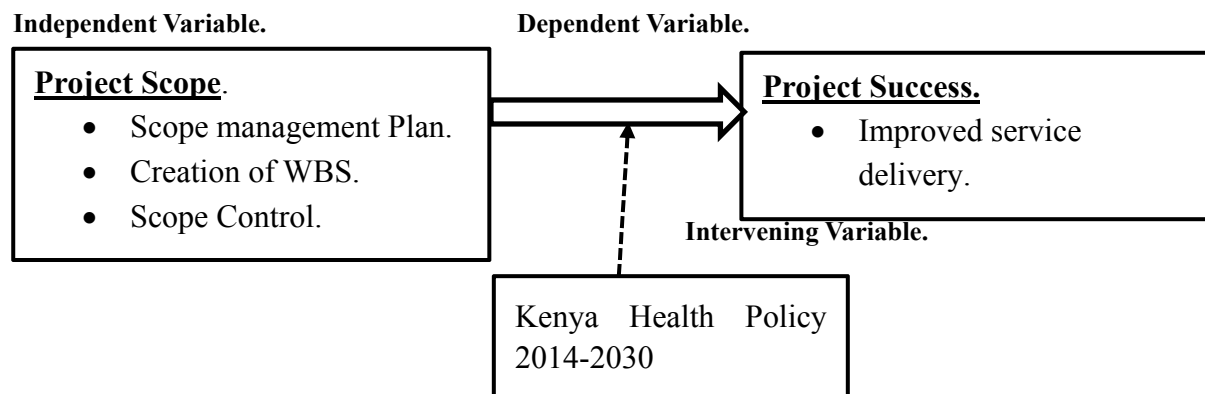 Independent Variable.
Dependent Variable.
Project Scope.
• Scope management Plan.
• Creation of WBS.
• Scope Control.
Project Success.
• Improved service
delivery.
Intervening Variable.
Kenya Health Policy
2014-2030